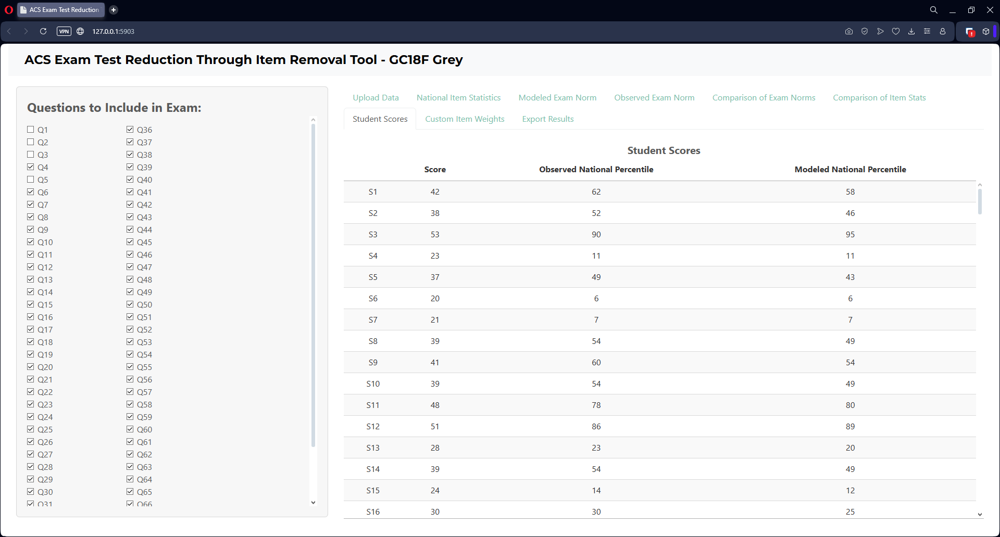 ACS Exam Test Reduction
VPN 127.0.0.1:5903
ACS Exam Test Reduction Through Item Removal Tool - GC18F Grey
Questions to Include in Exam:
Q1 Q36
Q2 Q37
Q3 Q38
Q4 Q39
Q5 Q40
Q6 Q41
Q7 Q42
Q8 Q43
Q9 Q44
Q10 Q45
Q11 Q46
Q12 Q47
Q13 Q48
Q14 Q49
Q15 Q50
Q16 Q51
Q17 Q52
Q18 Q53
Q19 Q54
Q20 Q55
Q21 Q56
Q22 Q57
Q23 Q58
Q24 Q59
Q25 Q60
Q26 Q61
Q27 Q62
Q28 Q63
Q29 Q64
Q30 Q65
Q31 Q66
Upload Data National Item Statistics Modeled Exam Norm Observed Exam Norm Comparison of Exam Norms Comparison of Item Stats
Student Scores Custom Item Weights Export Results
Student Scores
Score Observed National Percentile Modeled National Percentile
S1 42 62 58
S2 38 52 46
S3 53 90 95
S4 23 11 11
S5 37 49 43
S6 20 6 6
S7 21 7 7
S8 39 54 49
S9 41 60 54
S10 39 54 49
S11 48 78 80
S12 51 86 89
S13 28 23 20
S14 39 54 49
S15 24 14 12
S16 30 30 25